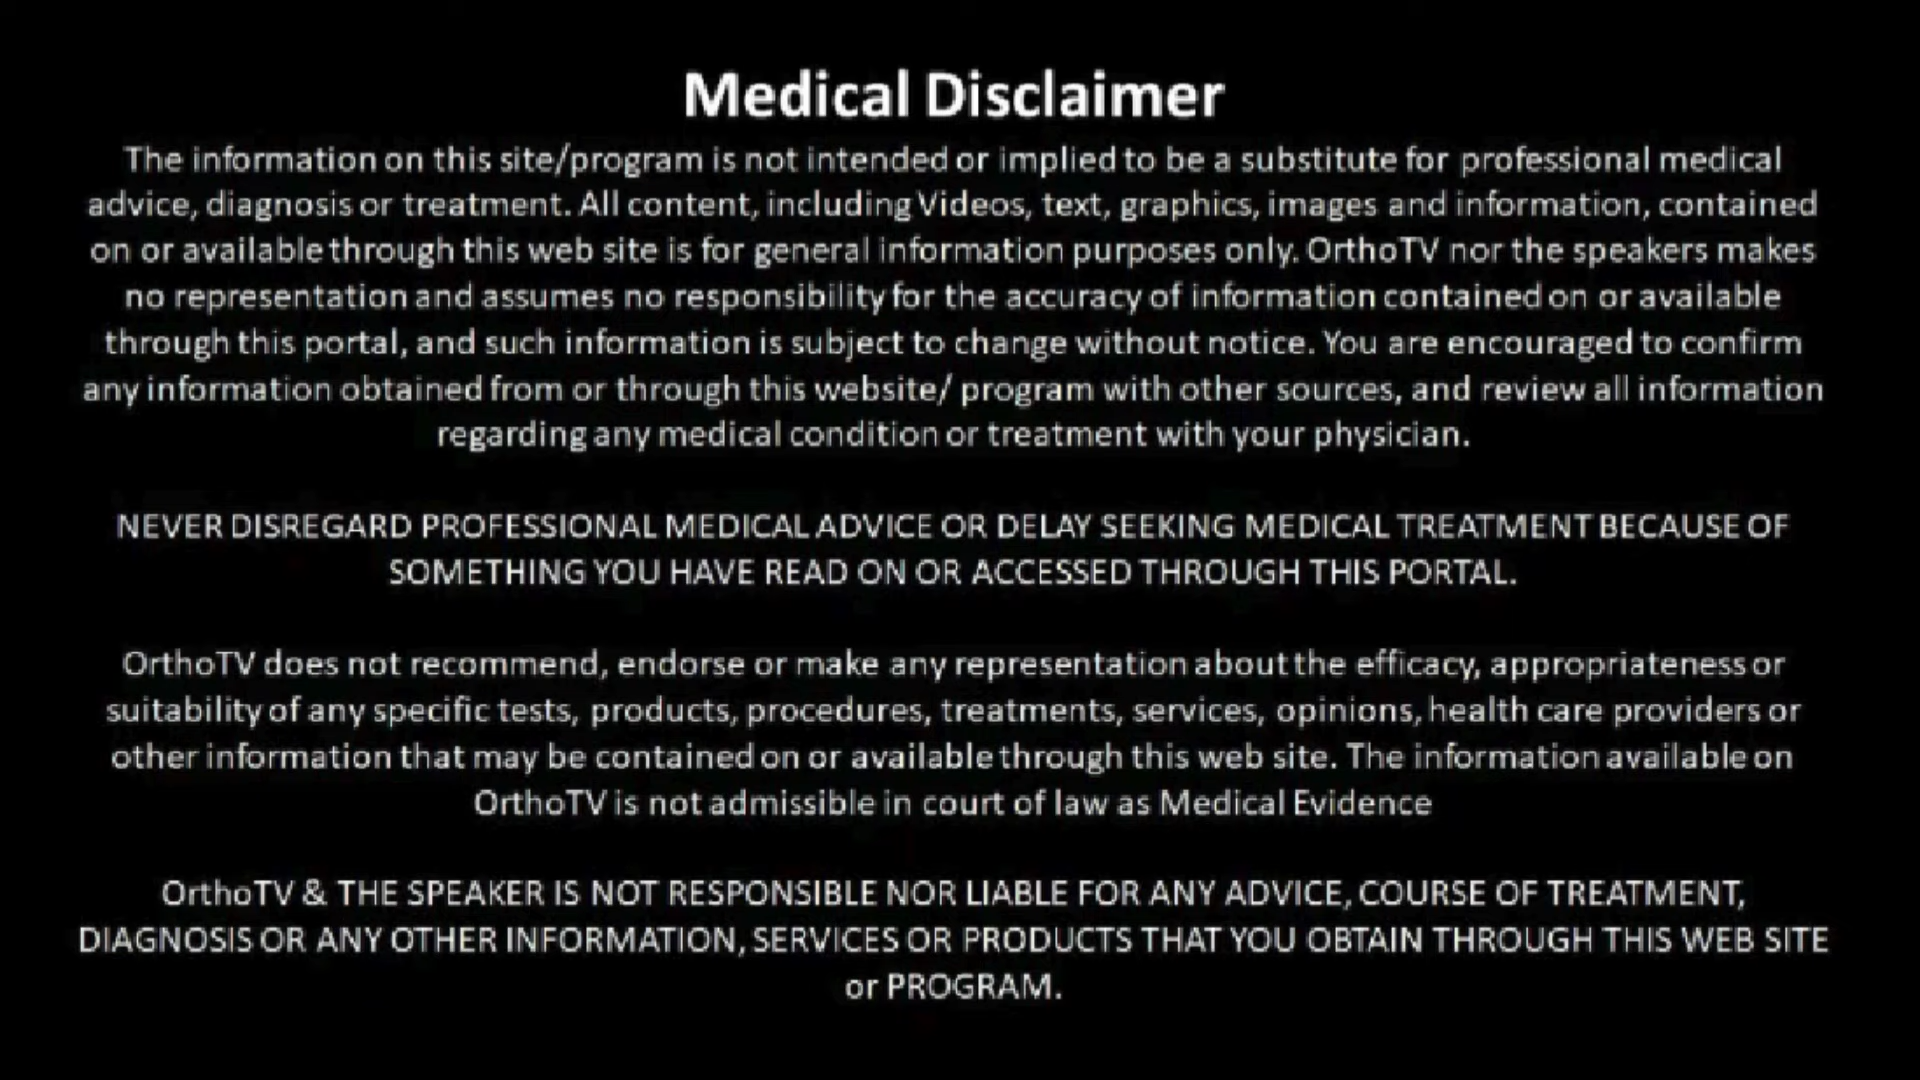 Medical Disclaimer
The information on this site/program is not intended or implied to be a substitute for professional medical
advice, diagnosis or treatment. All content, including Videos, text, graphics, images and information, contained
on or available through this web site is for general information purposes only. OrthoTV nor the speakers makes
no representation and assumes no responsibility for the accuracy of information contained on or available
through this portal, and such information is subject to change without notice. You are encouraged to confirm
any information obtained from or through this website/ program with other sources, and review all information
regarding any medical condition or treatment with your physician.
NEVER DISREGARD PROFESSIONAL MEDICAL ADVICE OR DELAY SEEKING MEDICAL TREATMENT BECAUSE OF
SOMETHING YOU HAVE READ ON OR ACCESSED THROUGH THIS PORTAL.
OrthoTV does not recommend, endorse or make any representation about the efficacy, appropriateness or
suitability of any specific tests, products, procedures, treatments, services, opinions, health care providers or
other information that may be contained on or available through this web site. The information available on
OrthoTV is not admissible in court of law as Medical Evidence
OrthoTV & THE SPEAKER IS NOT RESPONSIBLE NOR LIABLE FOR ANY ADVICE, COURSE OF TREATMENT,
DIAGNOSIS OR ANY OTHER INFORMATION, SERVICES OR PRODUCTS THAT YOU OBTAIN THROUGH THIS WEB SITE
or PROGRAM.